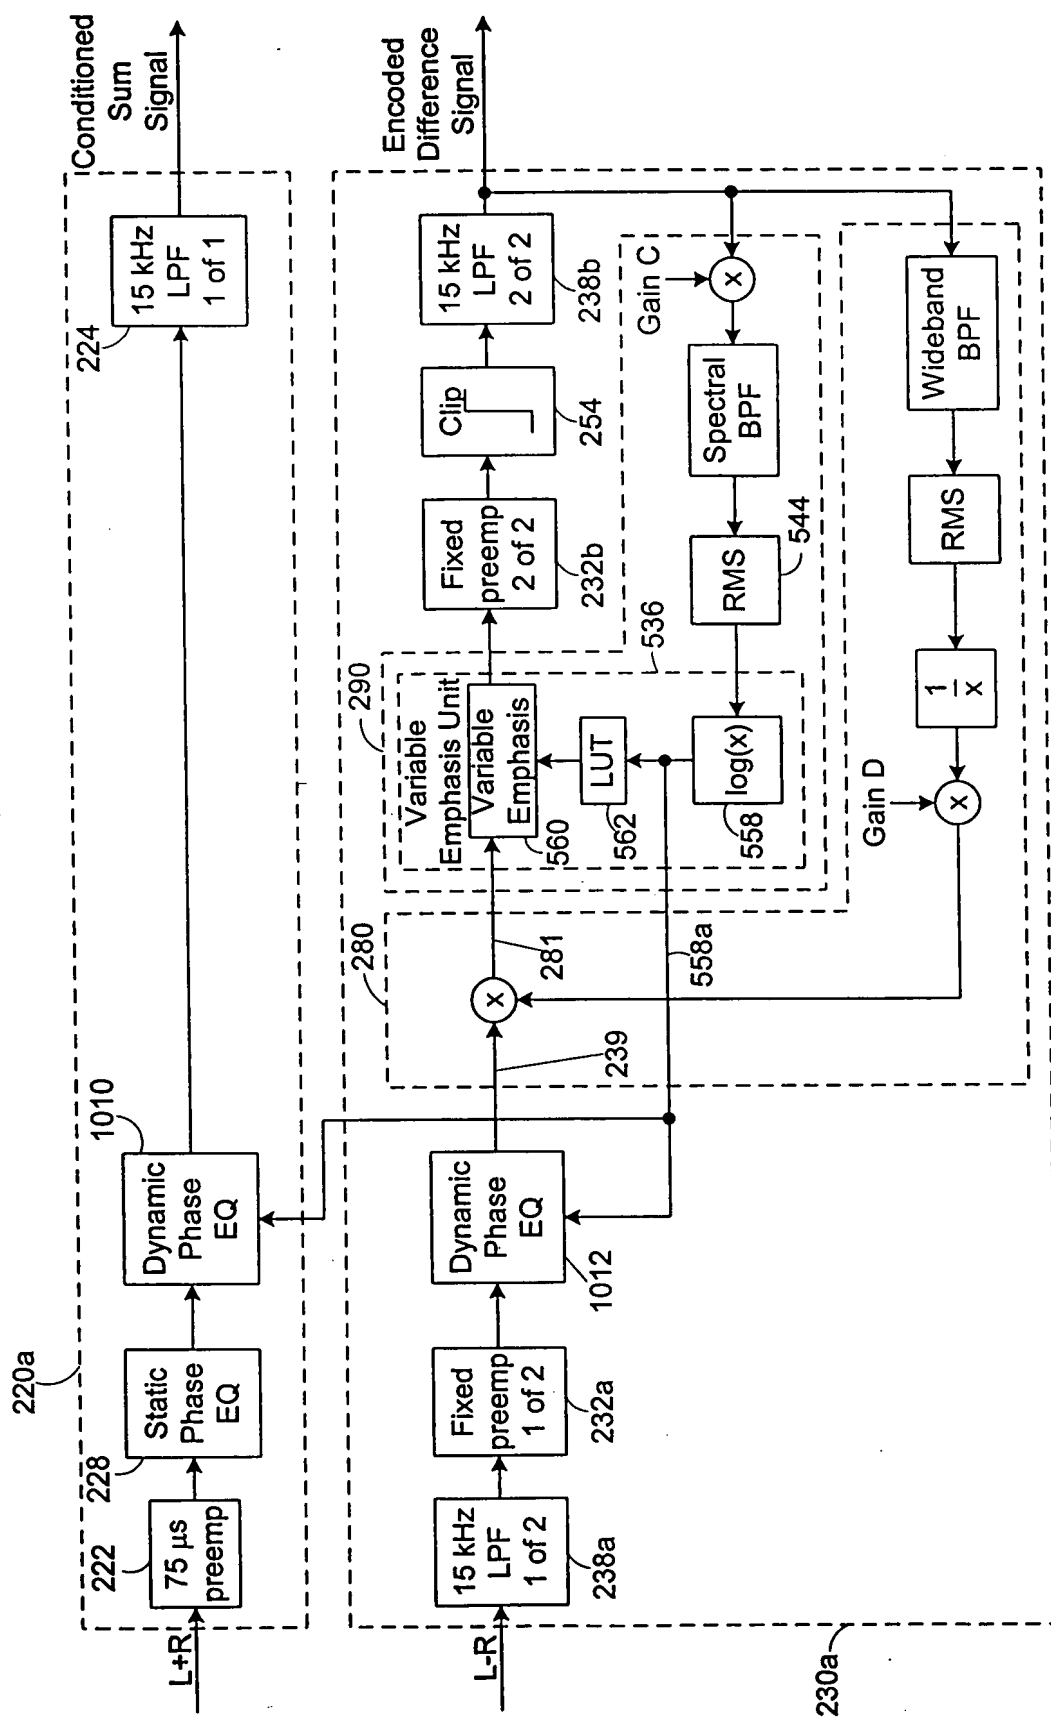 220a
L+R
222
75 μs
preemp
228
Static
Phase
EQ
1010
Dynamic
Phase
EQ
224
15 kHz
LPF
1 of 1
Conditioned
Sum
Signal
L-R
15 kHz
LPF
1 of 2
238a
Fixed
preemp
1 of 2
232a
Dynamic
Phase
EQ
1012
239
280
x
281
290
Variable
Emphasis Unit
Variable
Emphasis
560
LUT
562
log(x)
558
558a
536
Fixed
preemp
2 of 2
232b
Clip
254
15 kHz
LPF
2 of 2
238b
Encoded
Difference
Signal
Gain C
x
Spectral
BPF
RMS
544
Gain D
x
1
x
RMS
Wideband
BPF
230a